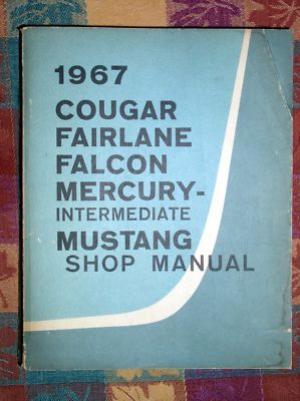 1967
COUGAR
FAIRLANE
FALCON
MERCURY-
INTERMEDIATE
MUSTANG
SHOP MANUAL